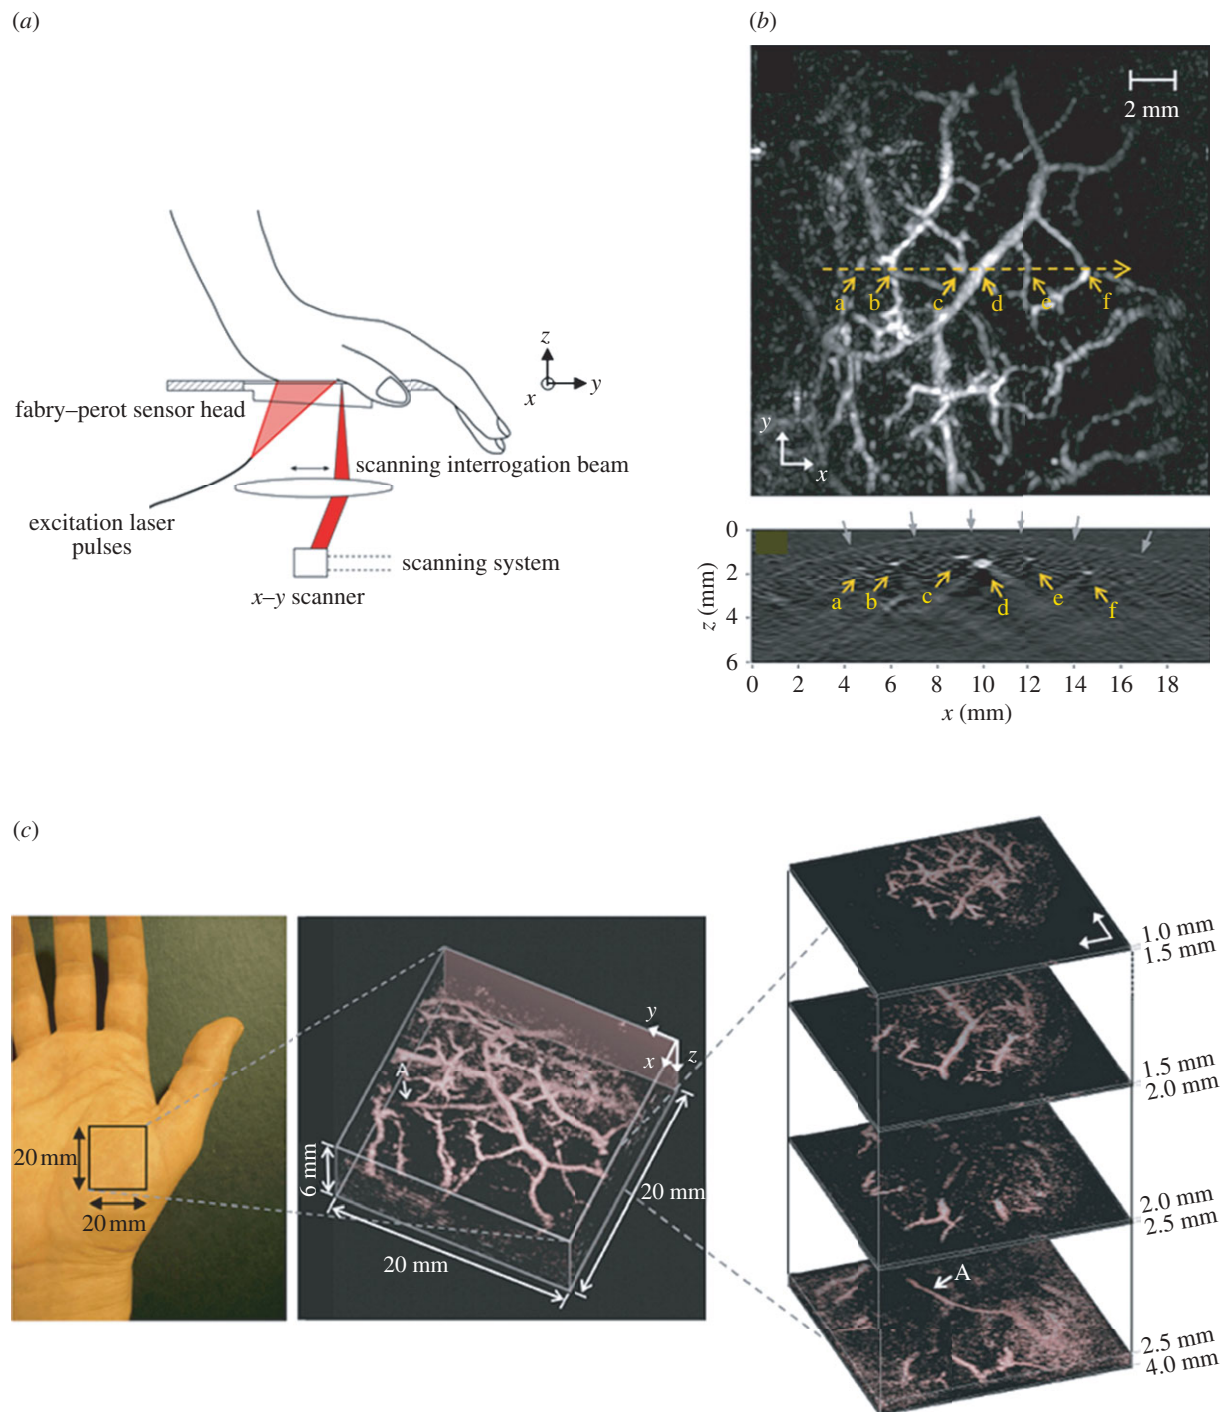 (a)
fabry–perot sensor head
z
x
y
scanning interrogation beam
excitation laser
pulses
scanning system
x–y scanner
(b)
2 mm
a
b
c
d
e
f
y
x
0
2
4
6
z (mm)
a
b
c
d
e
f
0 2 4 6 8 10 12 14 16 18
x (mm)
(c)
20 mm
20 mm
y
x
z
A
6 mm
20 mm
20 mm
1.0 mm
1.5 mm
1.5 mm
2.0 mm
2.0 mm
2.5 mm
A
2.5 mm
4.0 mm